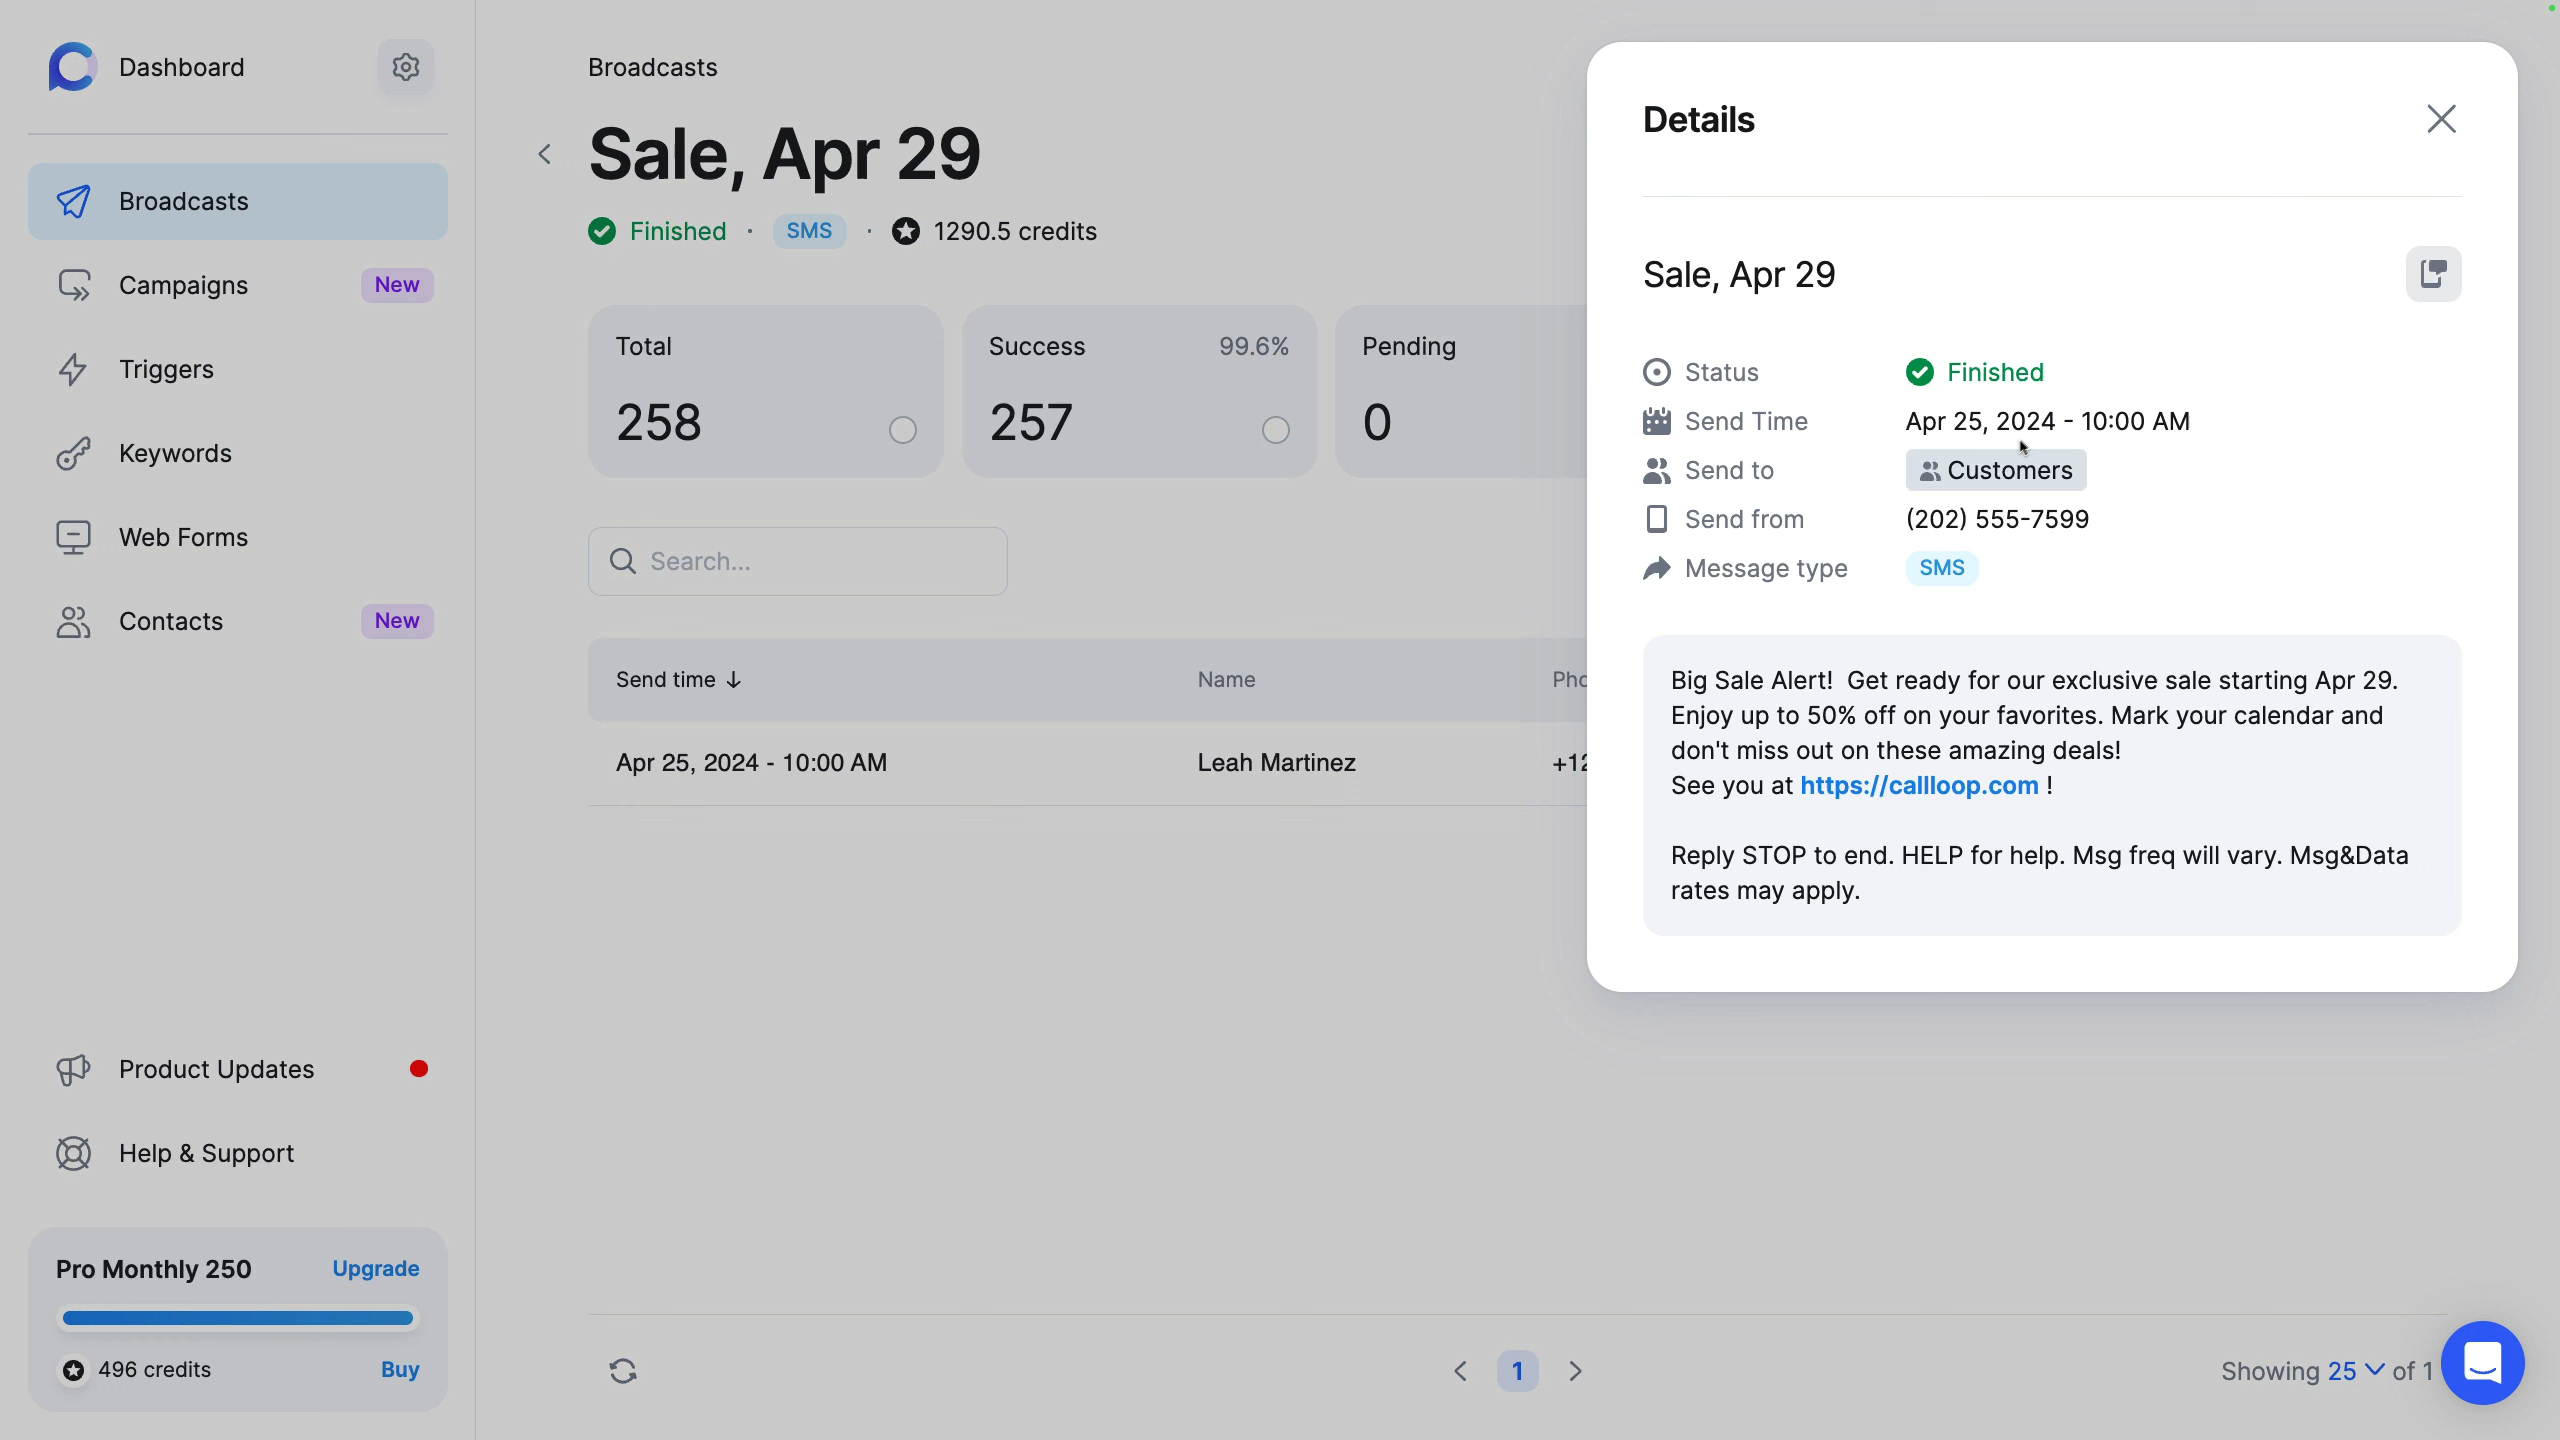 Dashboard
Broadcasts
Campaigns New
Triggers
Keywords
Web Forms
Contacts New
Product Updates
Help & Support
Pro Monthly 250 Upgrade
496 credits Buy
Broadcasts
Sale, Apr 29
Finished · SMS · 1290.5 credits
Total
258
Success 99.6%
257
Pending
0
Search...
Send time ↓ Name
Apr 25, 2024 - 10:00 AM Leah Martinez +12
1
Showing 25 of 1
Details
Sale, Apr 29
Status Finished
Send Time Apr 25, 2024 - 10:00 AM
Send to Customers
Send from (202) 555-7599
Message type SMS
Big Sale Alert!  Get ready for our exclusive sale starting Apr 29.
Enjoy up to 50% off on your favorites. Mark your calendar and
don't miss out on these amazing deals!
See you at https://callloop.com !
Reply STOP to end. HELP for help. Msg freq will vary. Msg&Data
rates may apply.